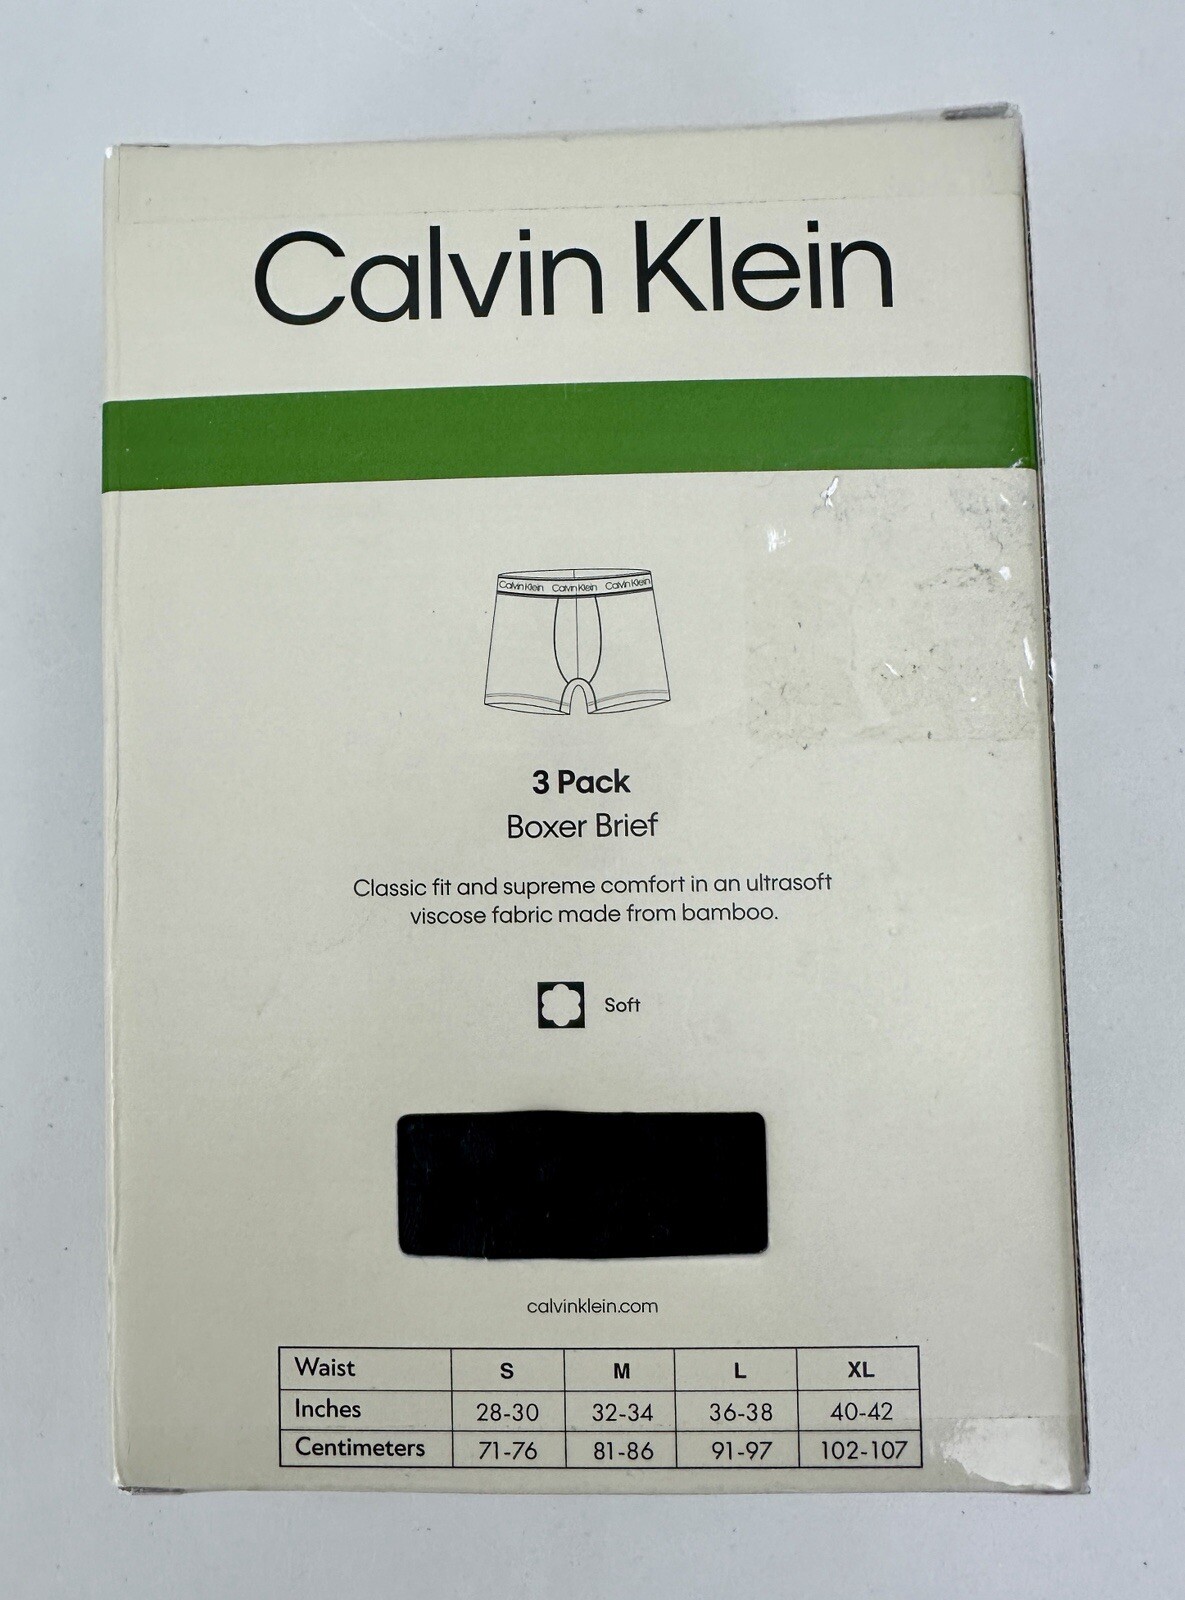 Calvin Klein
Calvin Klein Calvin Klein Calvin Klein
3 Pack
Boxer Brief
Classic fit and supreme comfort in an ultrasoft
viscose fabric made from bamboo.
Soft
calvinklein.com
Waist S M L XL
Inches 28-30 32-34 36-38 40-42
Centimeters 71-76 81-86 91-97 102-107